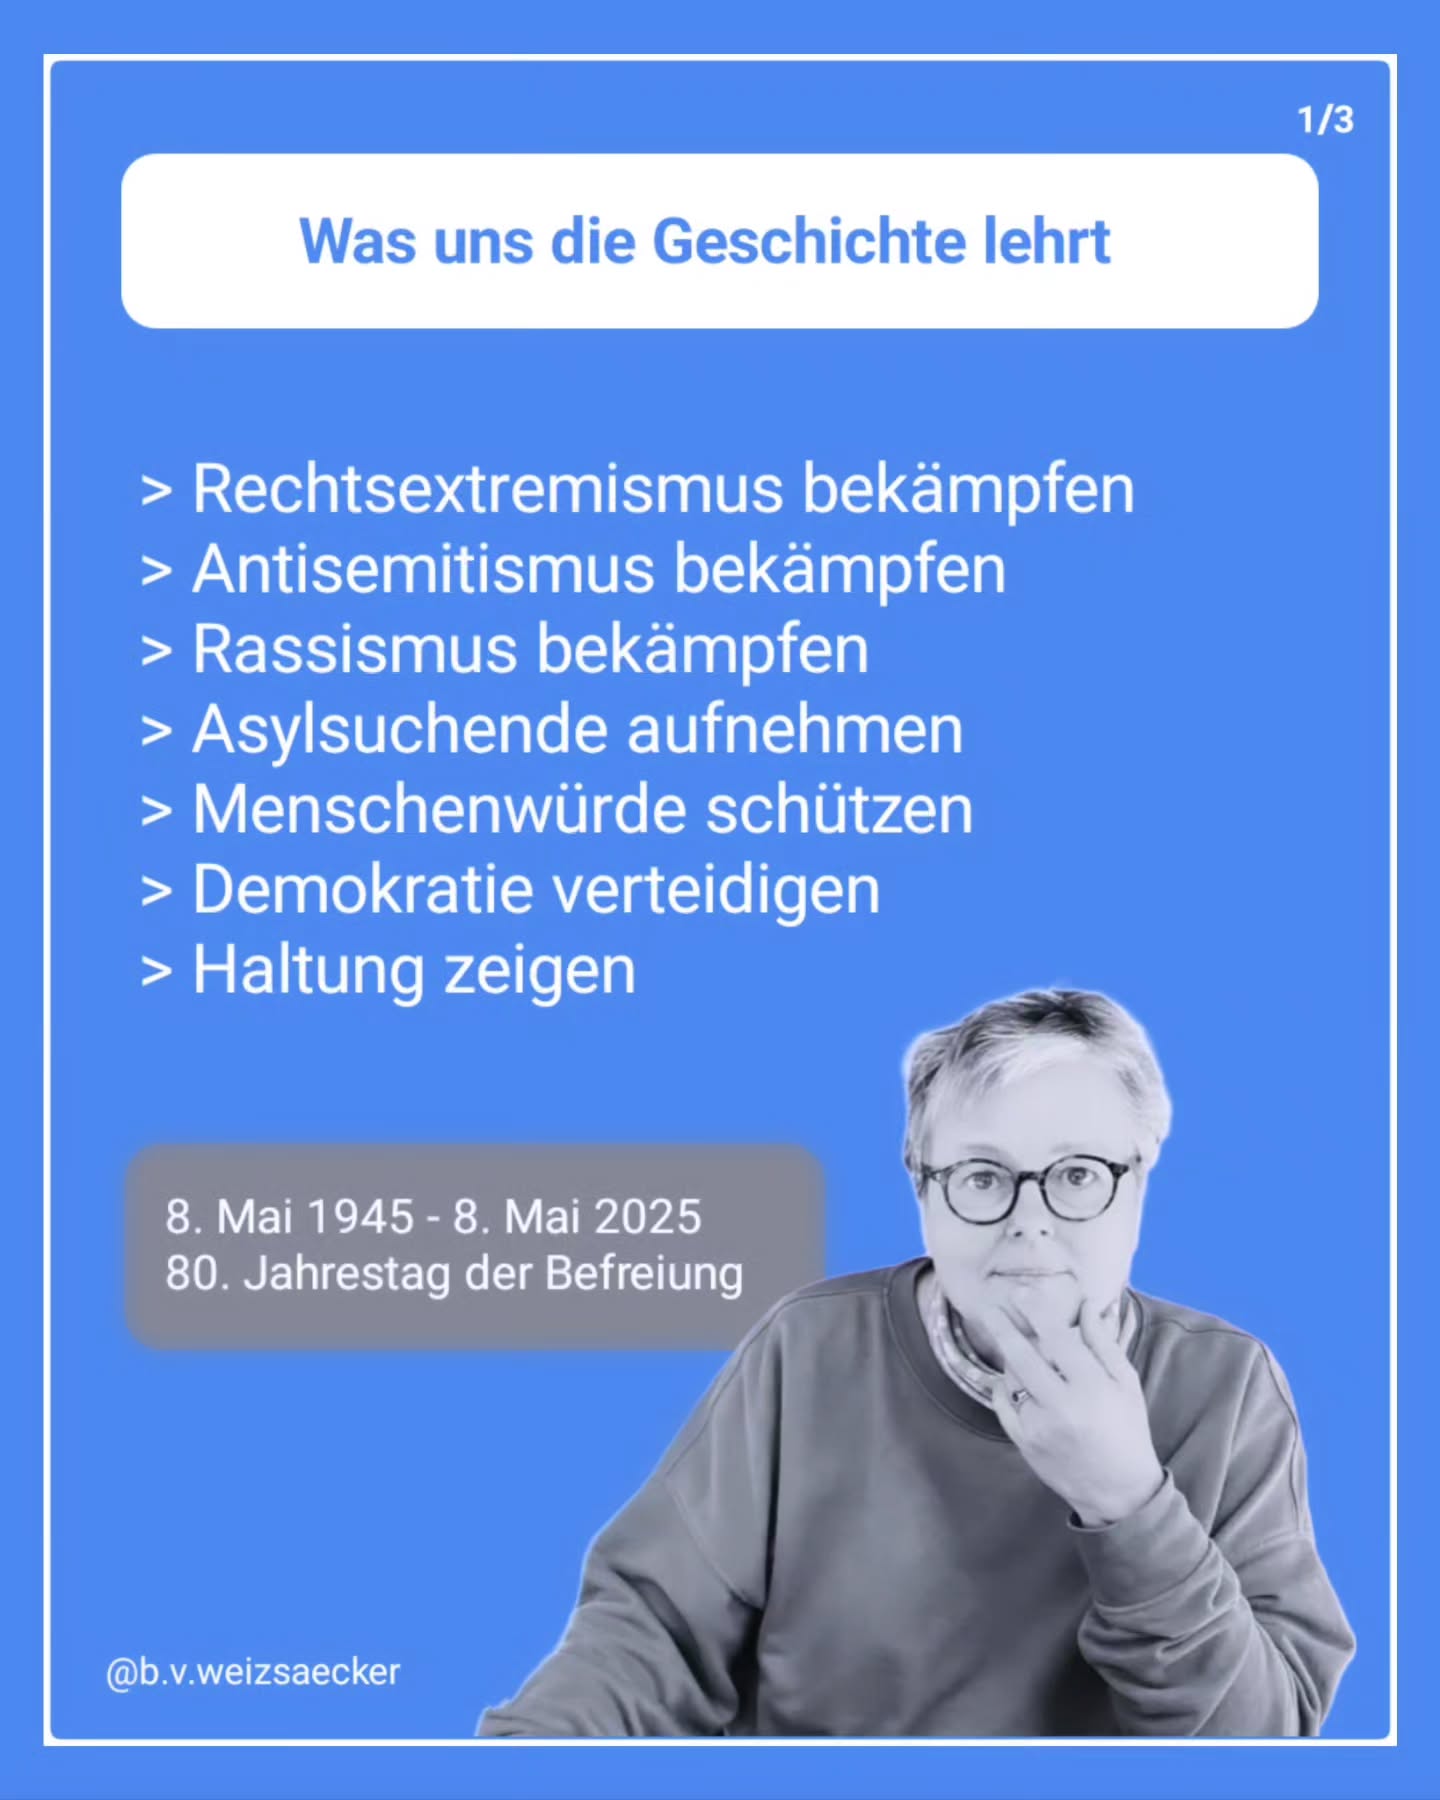 1/3
Was uns die Geschichte lehrt
> Rechtsextremismus bekämpfen
> Antisemitismus bekämpfen
> Rassismus bekämpfen
> Asylsuchende aufnehmen
> Menschenwürde schützen
> Demokratie verteidigen
> Haltung zeigen
8. Mai 1945 - 8. Mai 2025
80. Jahrestag der Befreiung
@b.v.weizsaecker